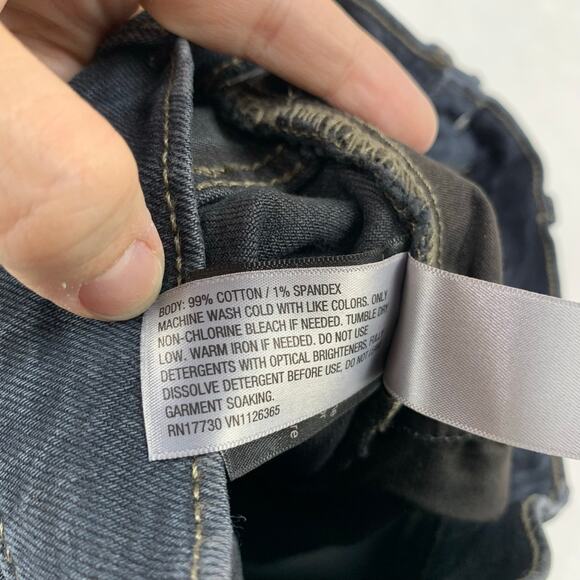 BODY: 99% COTTON / 1% SPANDEX
MACHINE WASH COLD WITH LIKE COLORS. ONLY
NON-CHLORINE BLEACH IF NEEDED. TUMBLE DRY
LOW. WARM IRON IF NEEDED. DO NOT USE
DETERGENTS WITH OPTICAL BRIGHTENERS, FULLY
DISSOLVE DETERGENT BEFORE USE, DO NOT
GARMENT SOAKING.
RN17730 VN1126365